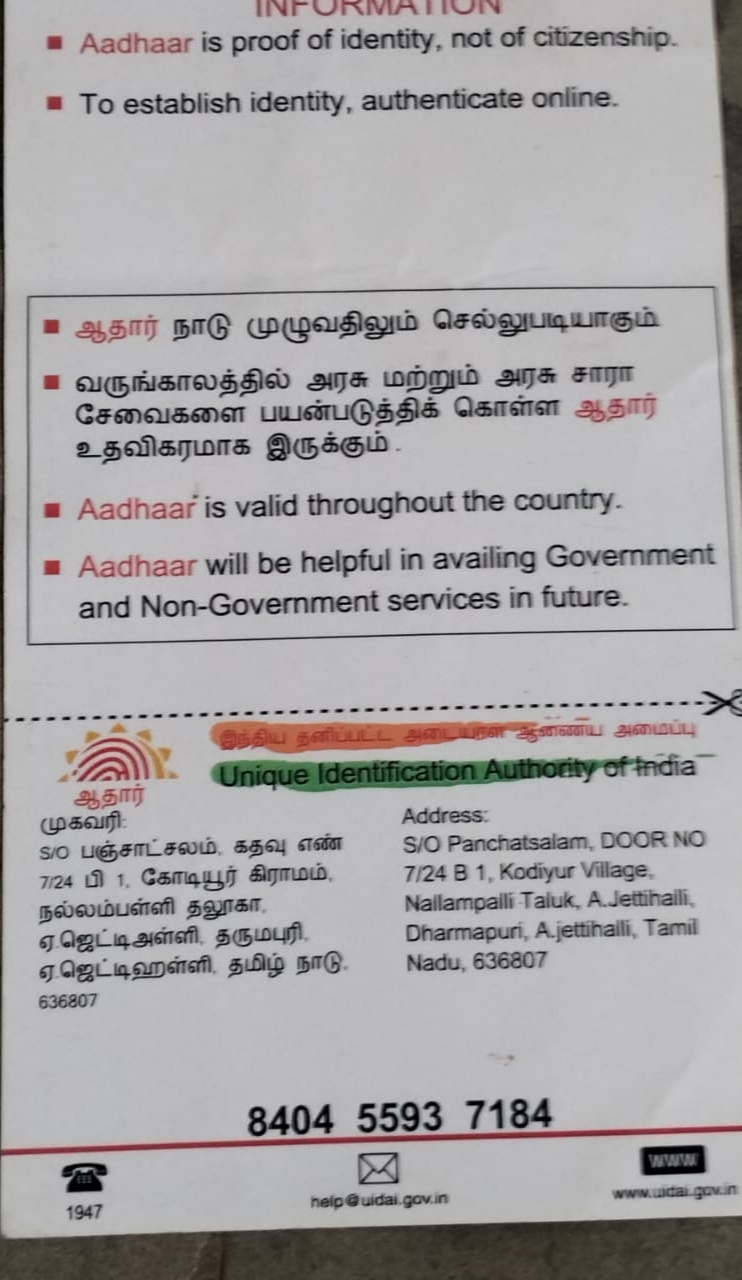 INFORMATION
■ Aadhaar is proof of identity, not of citizenship.
■ To establish identity, authenticate online.
■ ஆதார் நாடு முழுவதிலும் செல்லுபடியாகும்
■ வருங்காலத்தில் அரசு மற்றும் அரசு சாரா
சேவைகளை பயன்படுத்திக் கொள்ள ஆதார்
உதவிகரமாக இருக்கும்.
■ Aadhaar is valid throughout the country.
■ Aadhaar will be helpful in availing Government
and Non-Government services in future.
இந்திய தனிப்பட்ட அடையாள ஆணைய அமைப்பு
Unique Identification Authority of India
ஆதார்
முகவரி:
S/O பஞ்சாட்சலம், கதவு எண்
7/24 பி 1, கோடியூர் கிராமம்,
நல்லம்பள்ளி தலூகா,
ஏ.ஜெட்டிஅள்ளி, தருமபுரி,
ஏ.ஜெட்டிஹள்ளி, தமிழ் நாடு,
636807
Address:
S/O Panchatsalam, DOOR NO
7/24 B 1, Kodiyur Village,
Nallampalli Taluk, A.Jettihalli,
Dharmapuri, A.jettihalli, Tamil
Nadu, 636807
8404 5593 7184
1947
help@uidai.gov.in
www
www.uidai.gov.in